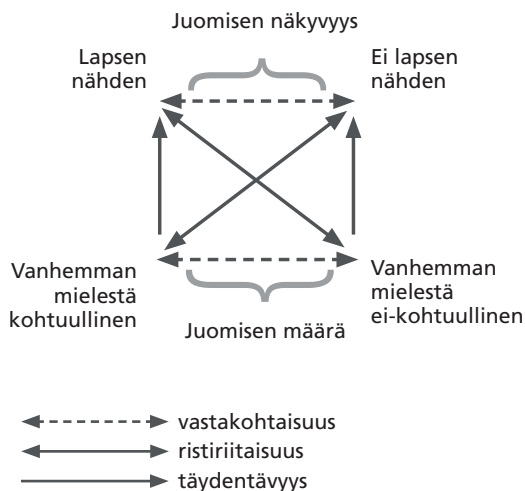 Juomisen näkyvyys
Lapsen
nähden
Ei lapsen
nähden
Vanhemman
mielestä
kohtuullinen
Vanhemman
mielestä
ei-kohtuullinen
Juomisen määrä
vastakohtaisuus
ristiriitaisuus
täydentävyys